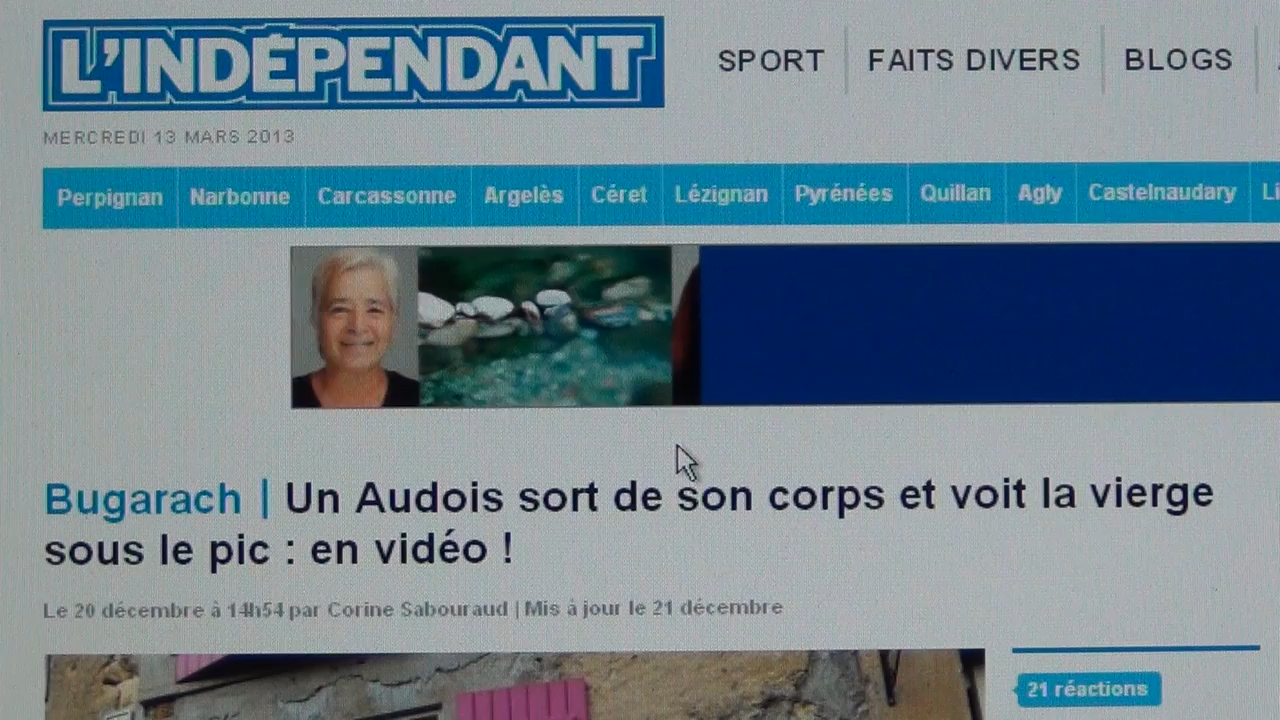 L'INDÉPENDANT
SPORT
FAITS DIVERS
BLOGS
MERCREDI 13 MARS 2013
Perpignan
Narbonne
Carcassonne
Argelès
Céret
Lézignan
Pyrénées
Quillan
Agly
Castelnaudary
Bugarach | Un Audois sort de son corps et voit la vierge
sous le pic : en vidéo !
Le 20 décembre à 14h54 par Corine Sabouraud | Mis à jour le 21 décembre
21 réactions